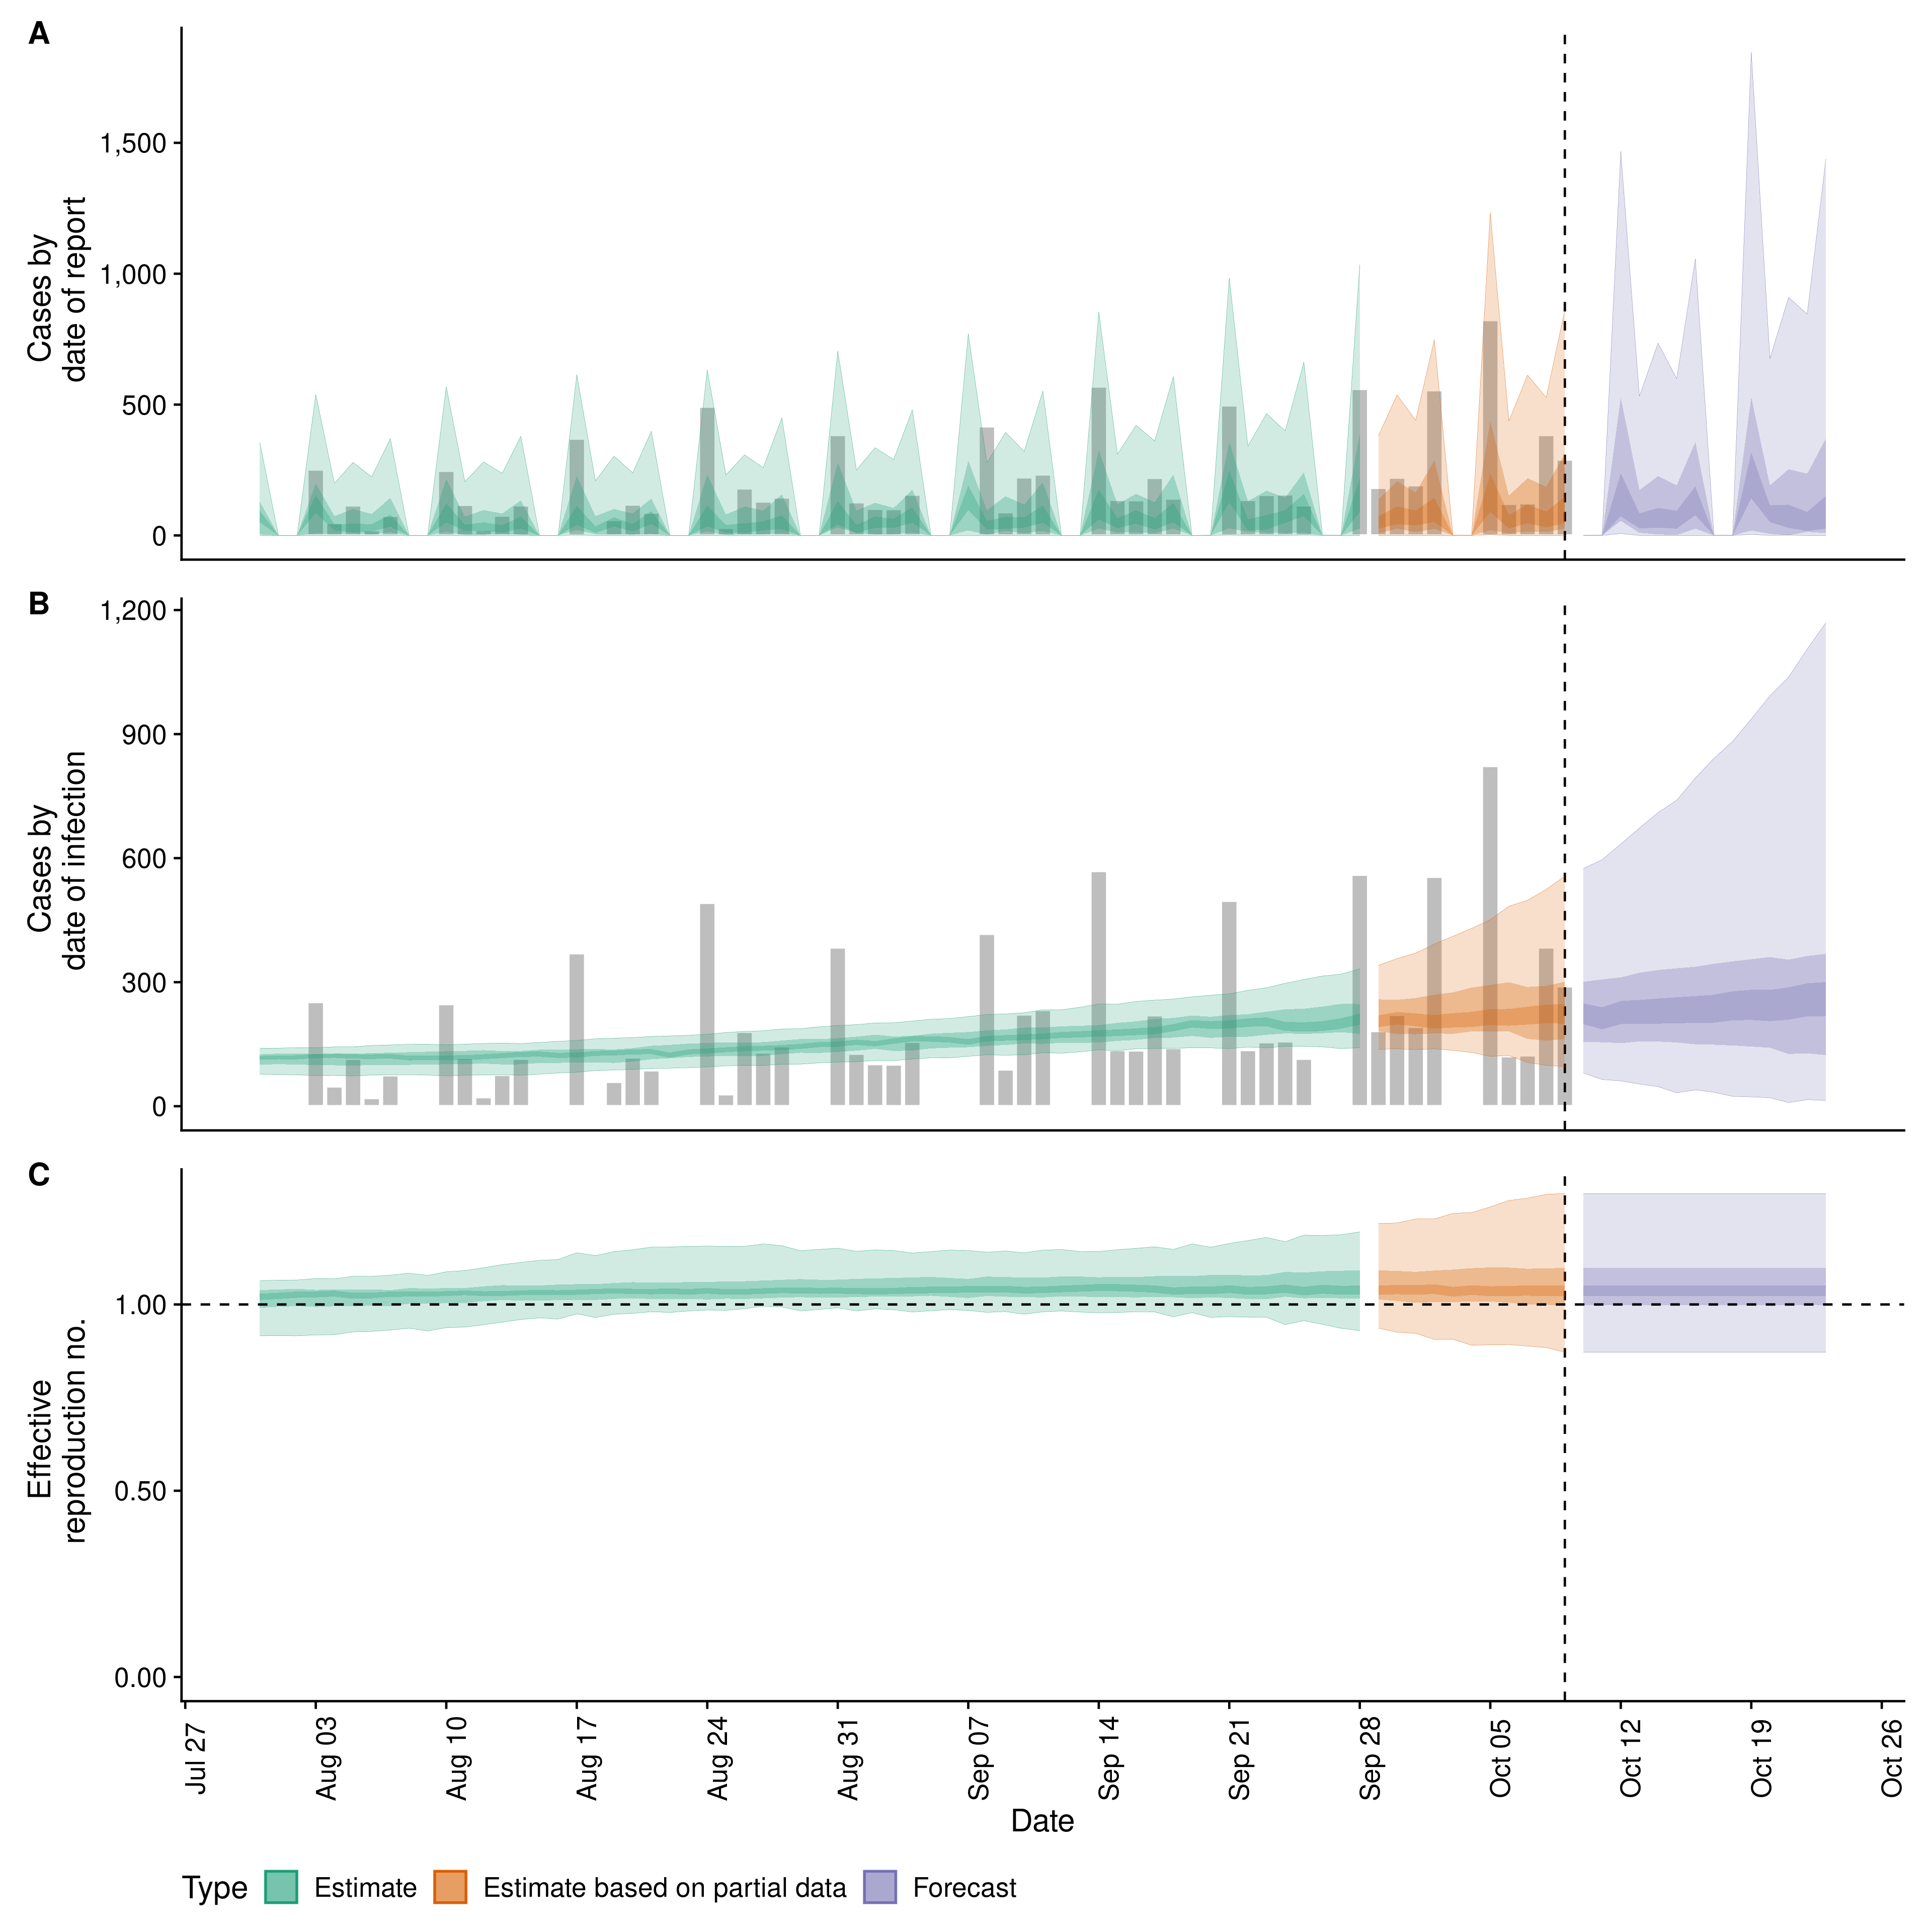 A
Cases by
date of report
1,500
1,000
500
0
B
Cases by
date of infection
1,200
900
600
300
0
C
Effective
reproduction no.
1.00
0.50
0.00
Jul 27
Aug 03
Aug 10
Aug 17
Aug 24
Aug 31
Sep 07
Sep 14
Sep 21
Sep 28
Oct 05
Oct 12
Oct 19
Oct 26
Date
Type Estimate Estimate based on partial data Forecast